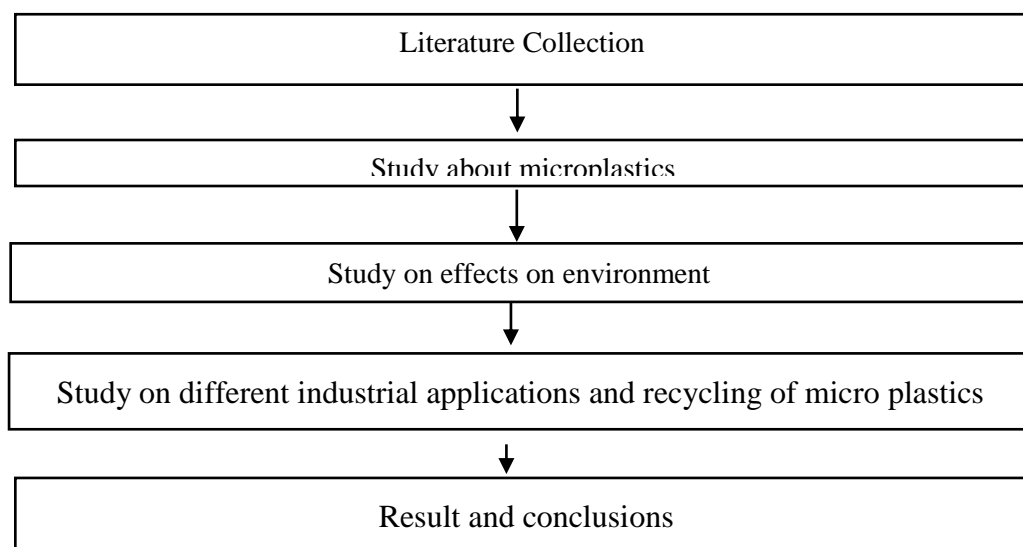 Literature Collection
Study about microplastics
Study on effects on environment
Study on different industrial applications and recycling of micro plastics
Result and conclusions